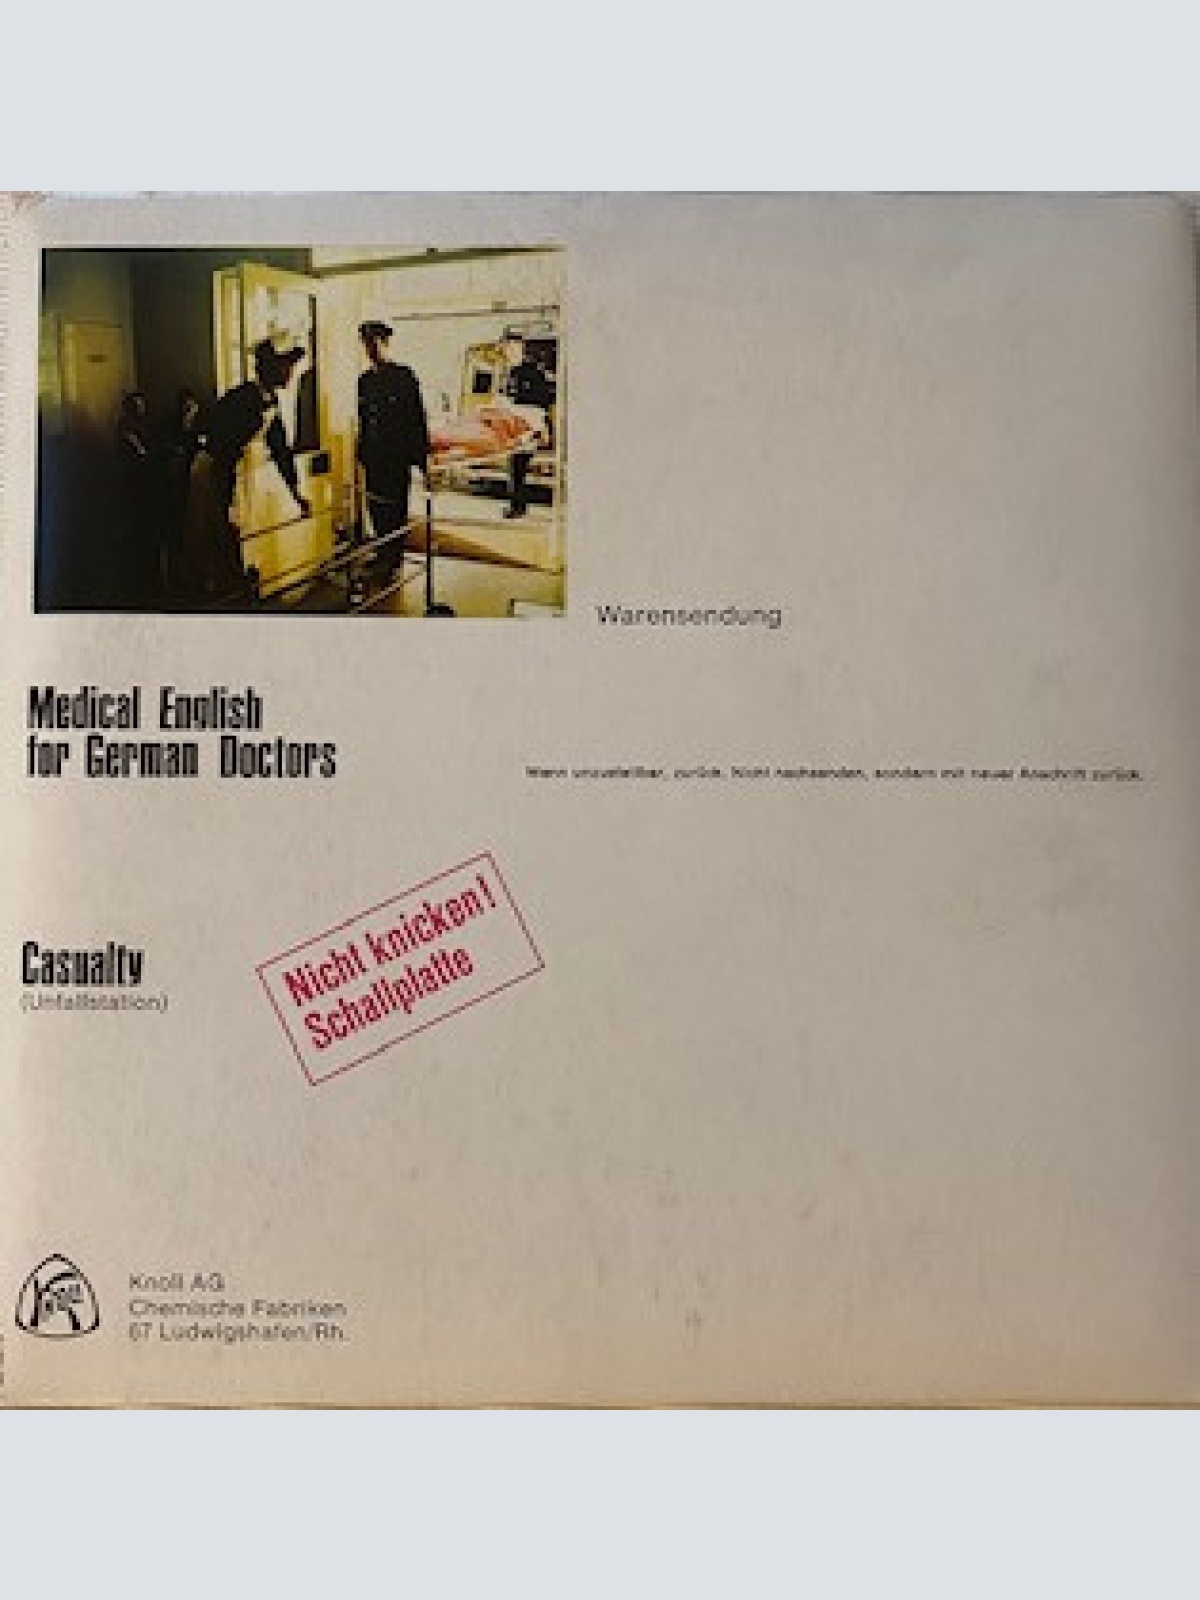 Warensendung
Medical English
for German Doctors
Wenn unzustellbar, zurück. Nicht nachsenden, sondern mit neuer Anschrift zurück.
Nicht knicken!
Schallplatte
Casualty
(Unfallstation)
Knoll
Knoll AG
Chemische Fabriken
67 Ludwigshafen/Rh.